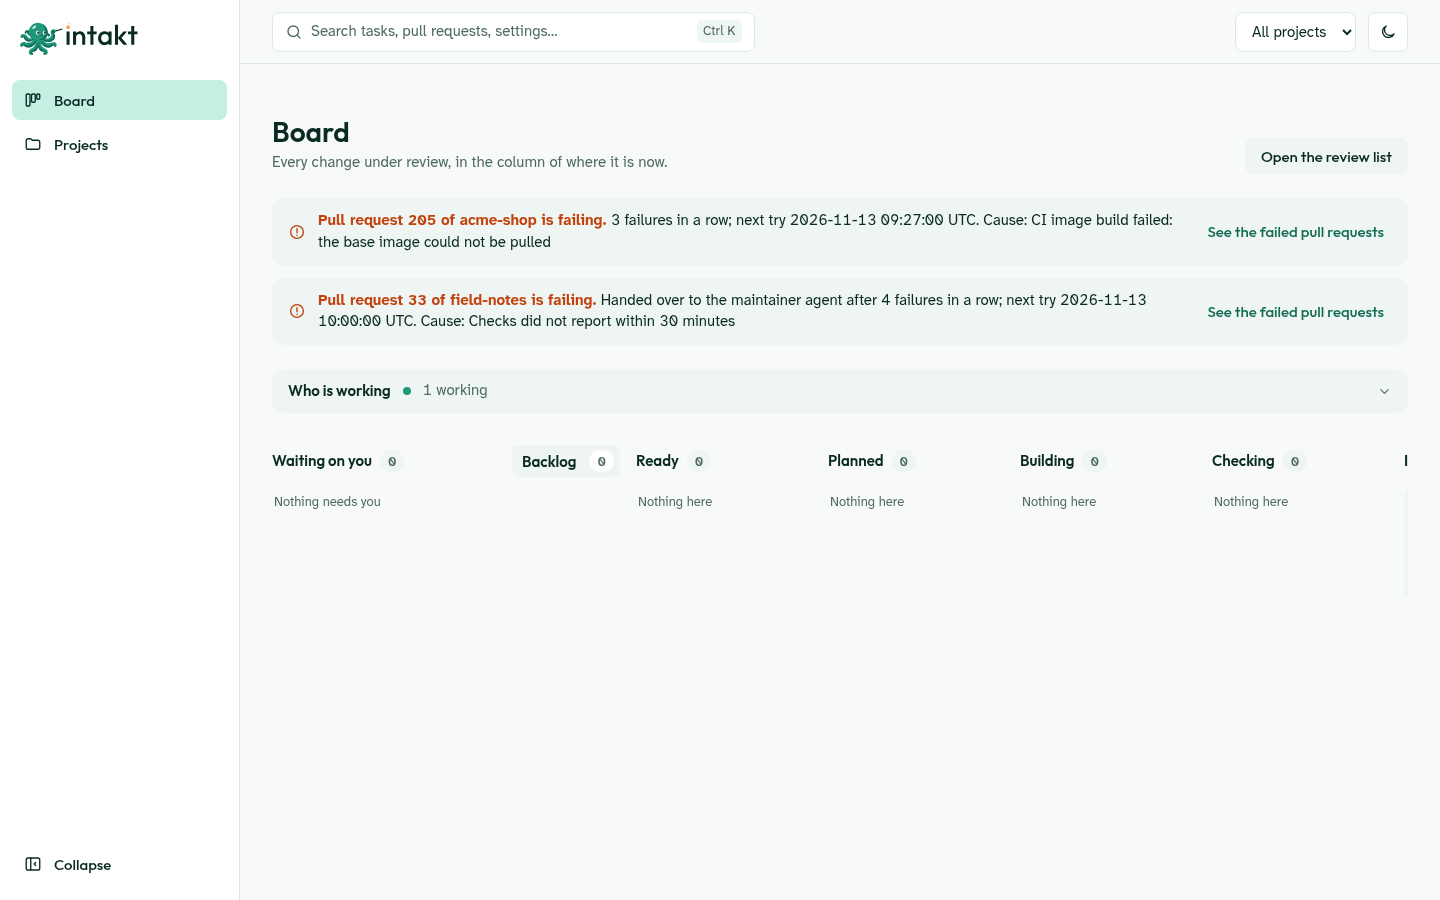 intakt
Search tasks, pull requests, settings...
Ctrl K
All projects
Board
Projects
Board
Every change under review, in the column of where it is now.
Open the review list
Pull request 205 of acme-shop is failing. 3 failures in a row; next try 2026-11-13 09:27:00 UTC. Cause: CI image build failed:
the base image could not be pulled
See the failed pull requests
Pull request 33 of field-notes is failing. Handed over to the maintainer agent after 4 failures in a row; next try 2026-11-13
10:00:00 UTC. Cause: Checks did not report within 30 minutes
See the failed pull requests
Who is working 1 working
Waiting on you 0
Backlog 0
Ready 0
Planned 0
Building 0
Checking 0
Nothing needs you
Nothing here
Nothing here
Nothing here
Nothing here
Collapse